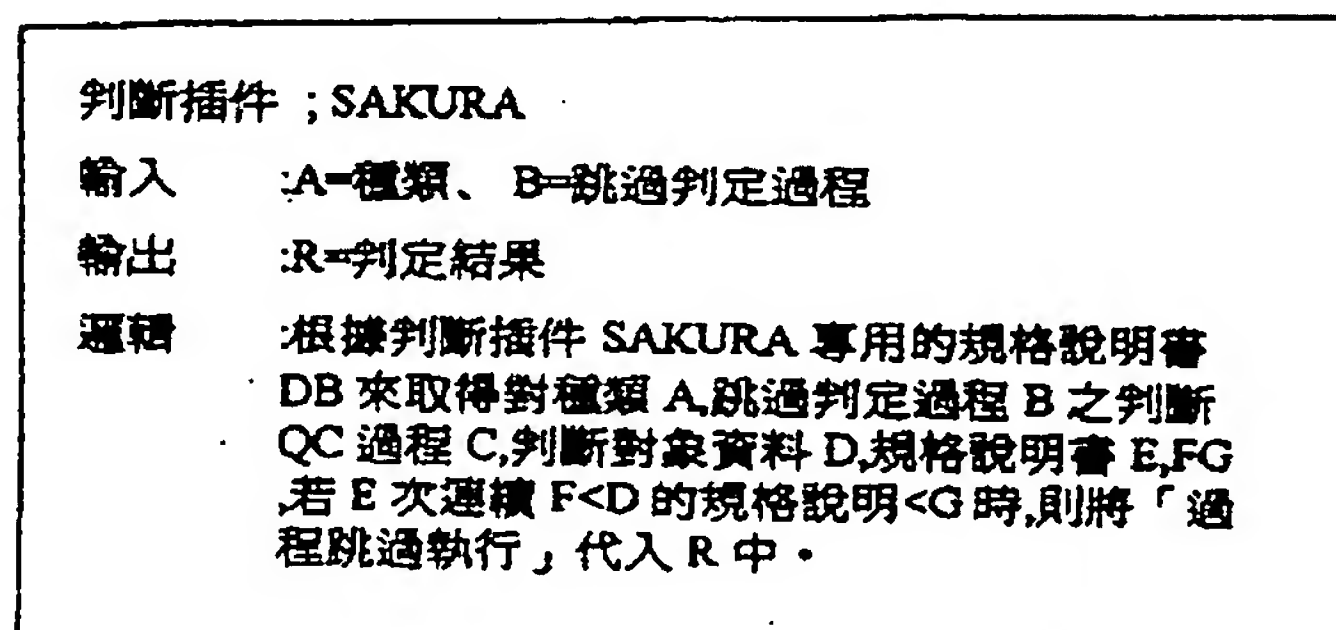 判斷插件 ; SAKURA
輸入 :A=種類、 B=跳過判定過程
輸出 :R=判定結果
邏輯 :根據判斷插件 SAKURA 專用的規格說明書
DB 來取得對種類 A,跳過判定過程 B 之判斷
QC 過程 C,判斷對象資料 D,規格說明書 E,FG
,若 E 次連續 F<D 的規格說明<G 時,則將「過
程跳過執行」代入 R 中。